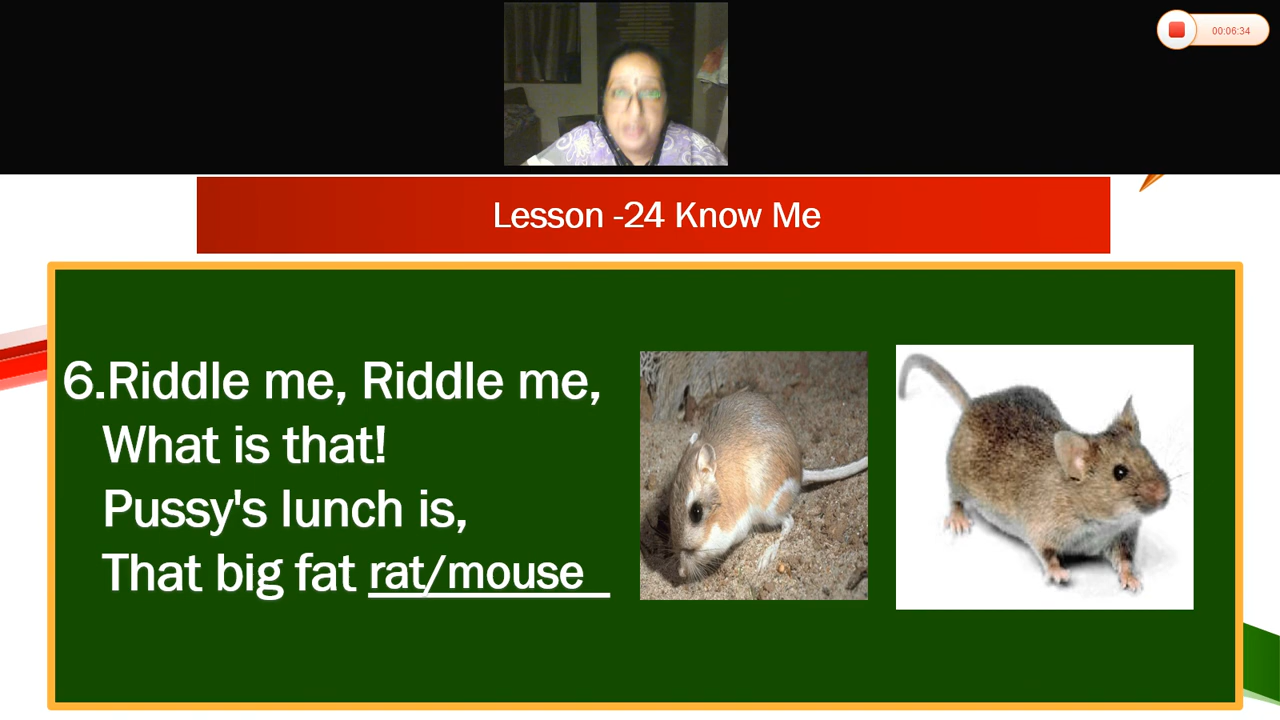 00:06:34
Lesson -24 Know Me
6.Riddle me, Riddle me,
What is that!
Pussy's lunch is,
That big fat rat/mouse